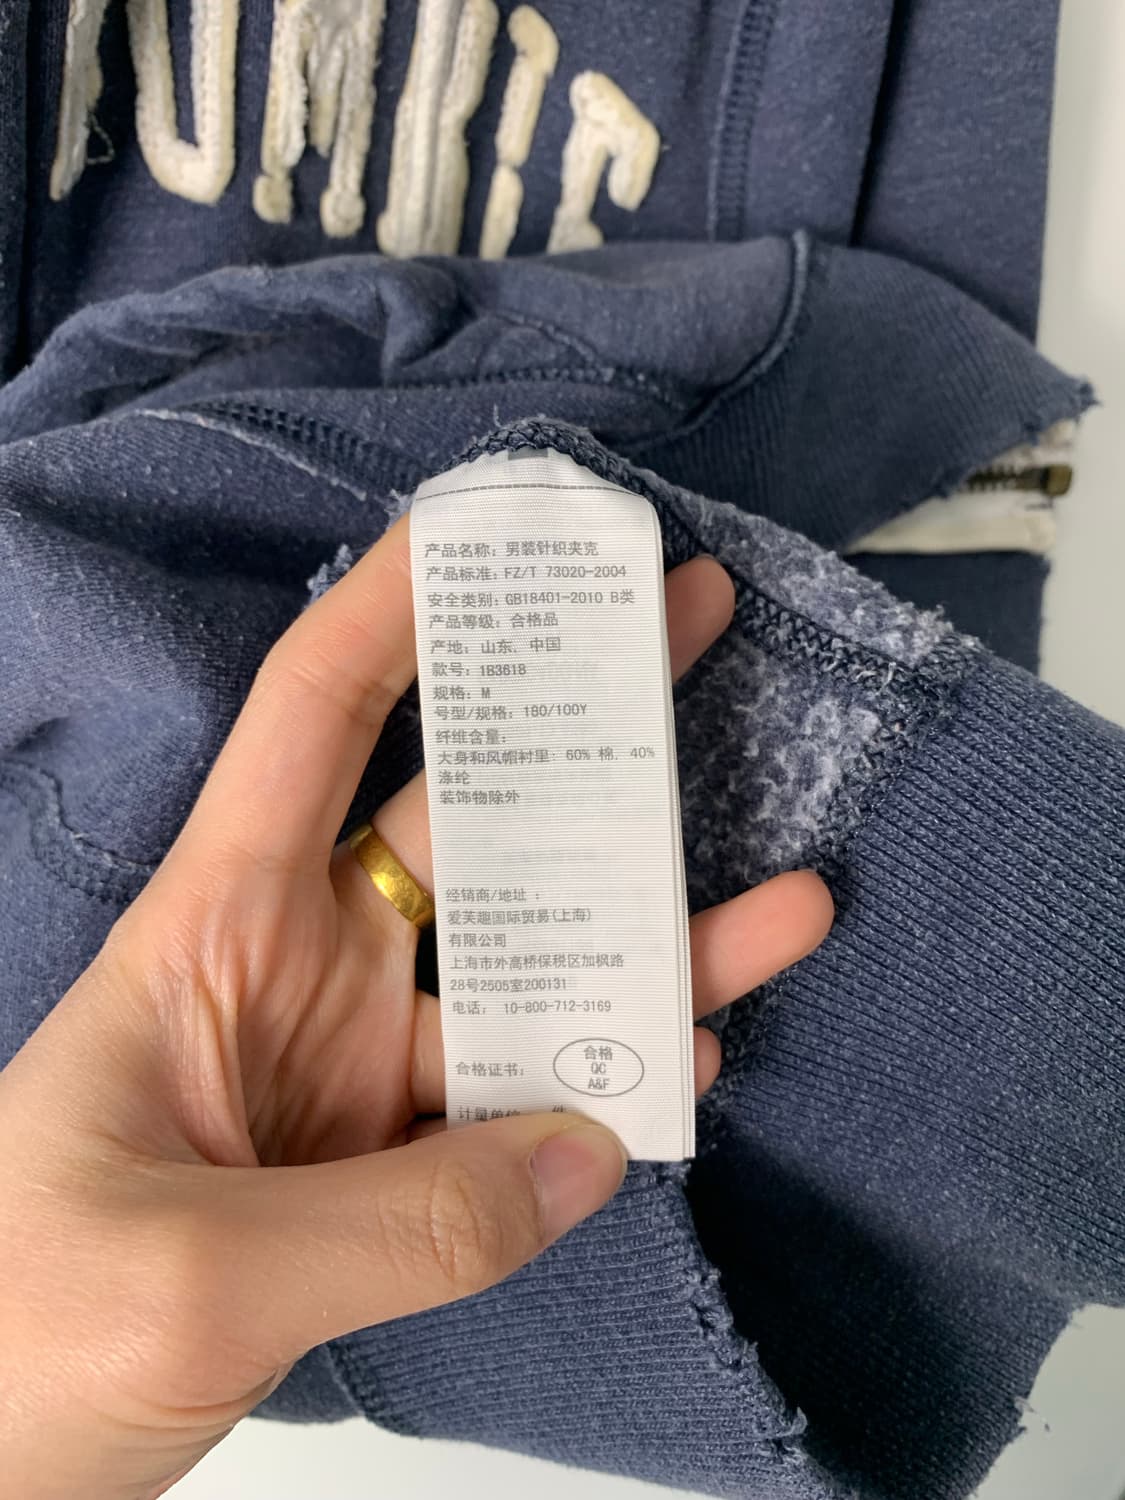 产品名称：男装针织夹克
产品标准：FZ/T 73020-2004
安全类别：GB18401-2010 B类
产品等级：合格品
产地：山东，中国
款号：1B3618
规格：M
号型/规格：180/100Y
纤维含量：
大身和风帽衬里：60% 棉，40%
涤纶
装饰物除外
经销商/地址：
爱芙趣国际贸易(上海)
有限公司
上海市外高桥保税区加枫路
28号2505室200131
电话： 10-800-712-3169
合格证书：
合格
QC
A&F
计量单位